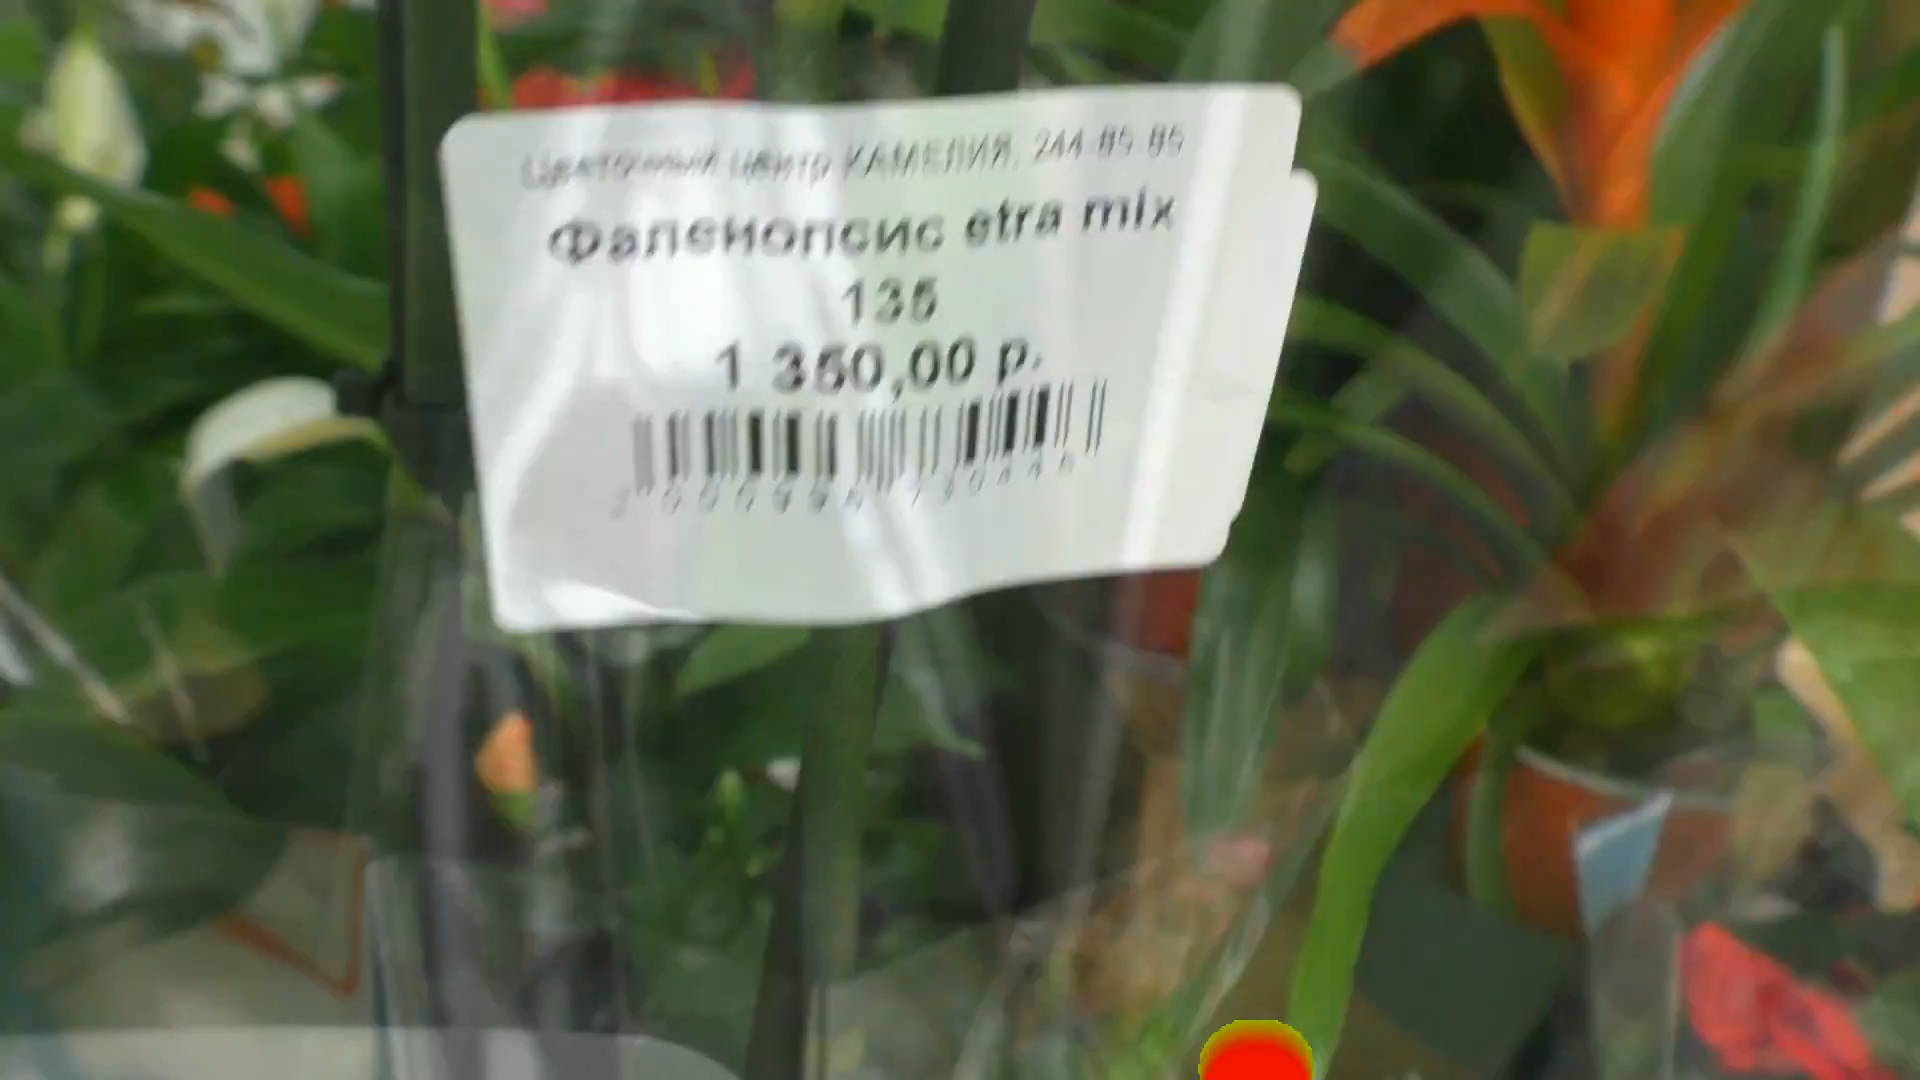 Цветочный центр КАМЕЛИЯ, 244-85-85
Фаленопсис etra mix
135
1 350,00 р.